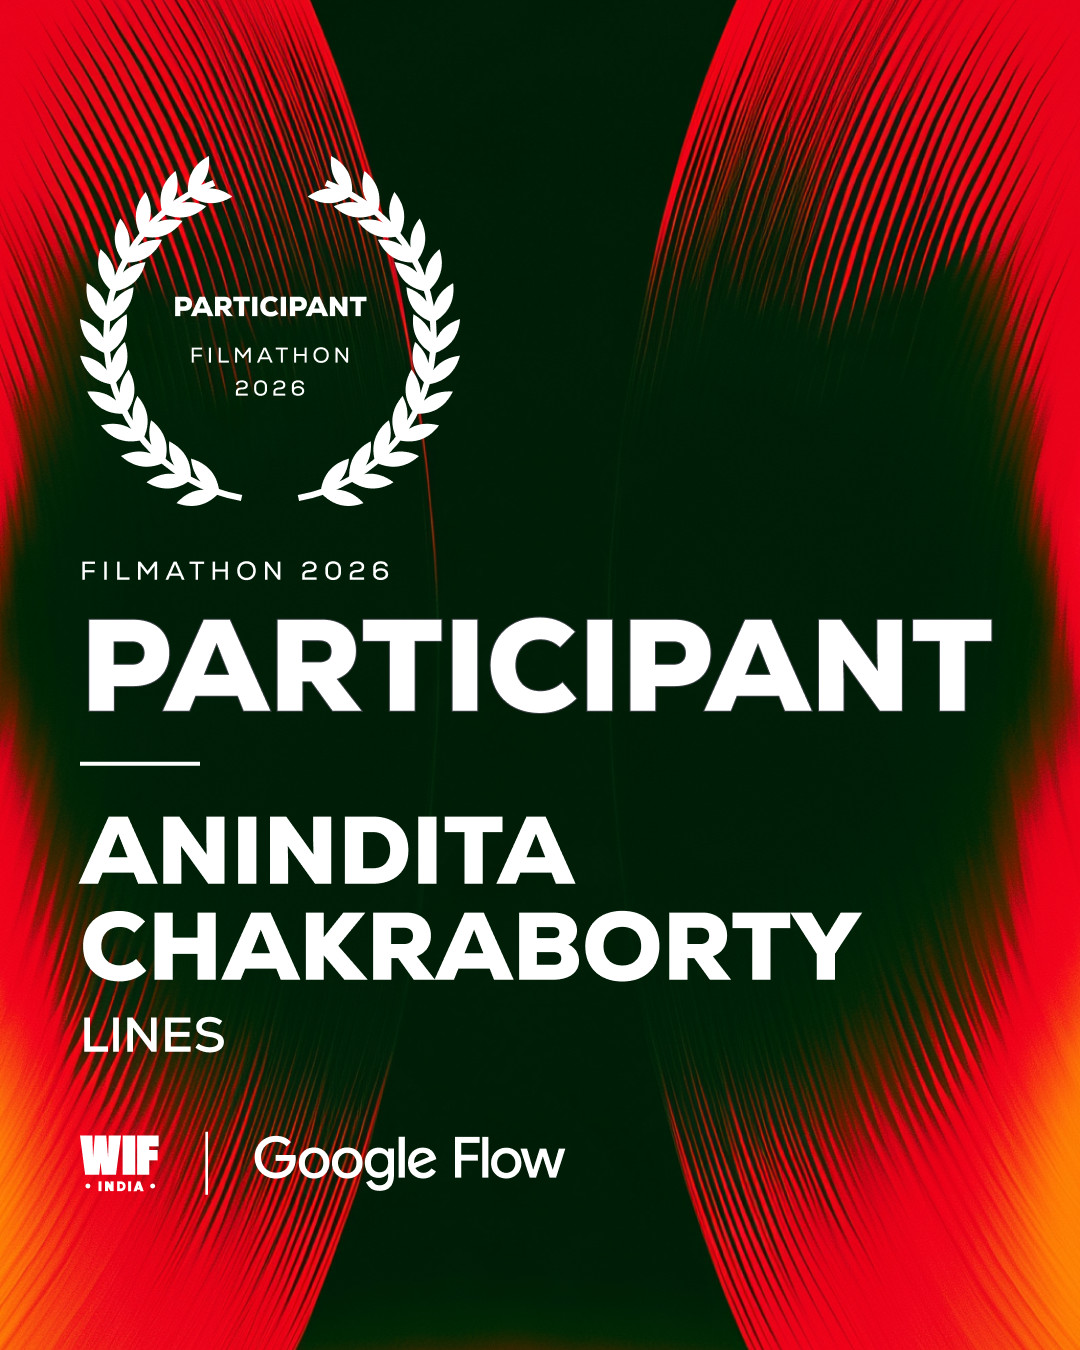 PARTICIPANT
FILMATHON
2026
FILMATHON 2026
PARTICIPANT
ANINDITA
CHAKRABORTY
LINES
WIF
• INDIA •
Google Flow